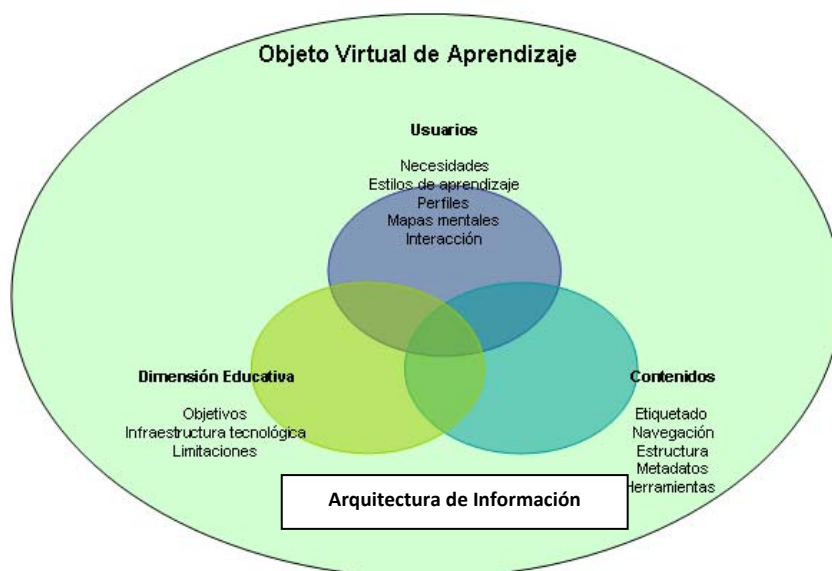 Objeto Virtual de Aprendizaje
Usuarios
Necesidades
Estilos de aprendizaje
Perfiles
Mapas mentales
Interacción
Dimensión Educativa
Objetivos
Infraestructura tecnológica
Limitaciones
Contenidos
Etiquetado
Navegación
Estructura
Metadatos
Herramientas
Arquitectura de Información